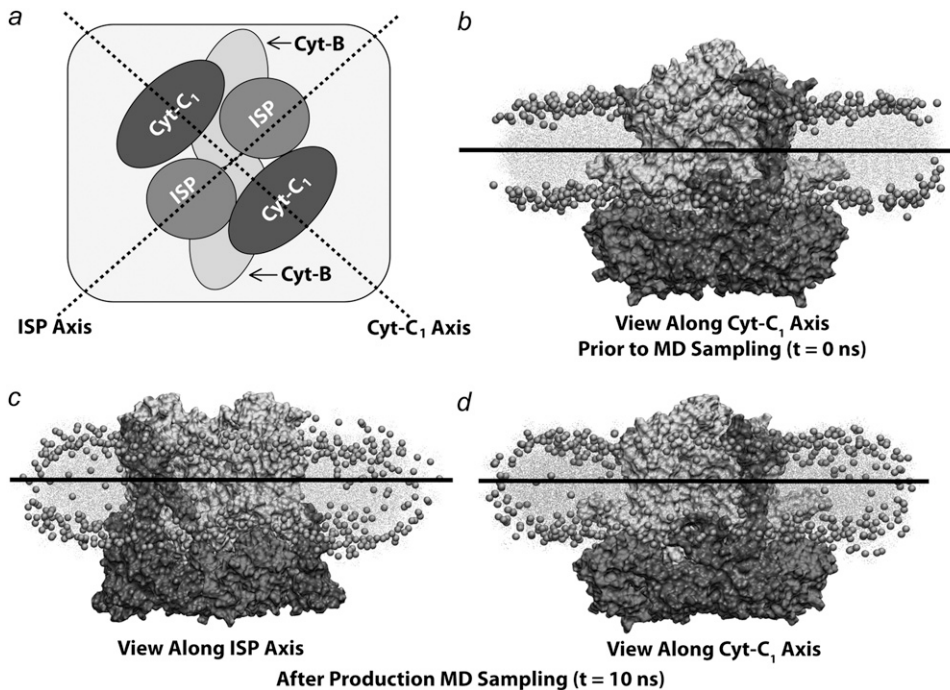 a
Cyt-B
Cyt-C₁
ISP
ISP
Cyt-C₁
Cyt-B
ISP Axis
Cyt-C₁ Axis
b
View Along Cyt-C₁ Axis
Prior to MD Sampling (t = 0 ns)
c
View Along ISP Axis
d
View Along Cyt-C₁ Axis
After Production MD Sampling (t = 10 ns)